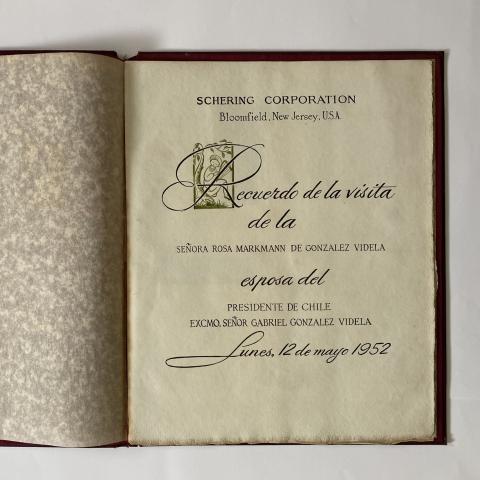 SCHERING CORPORATION
Bloomfield, New Jersey, U.S.A.
Recuerdo de la visita
de la
SEÑORA ROSA MARKMANN DE GONZALEZ VIDELA
esposa del
PRESIDENTE DE CHILE
EXCMO. SEÑOR GABRIEL GONZALEZ VIDELA
Lunes, 12 de mayo 1952